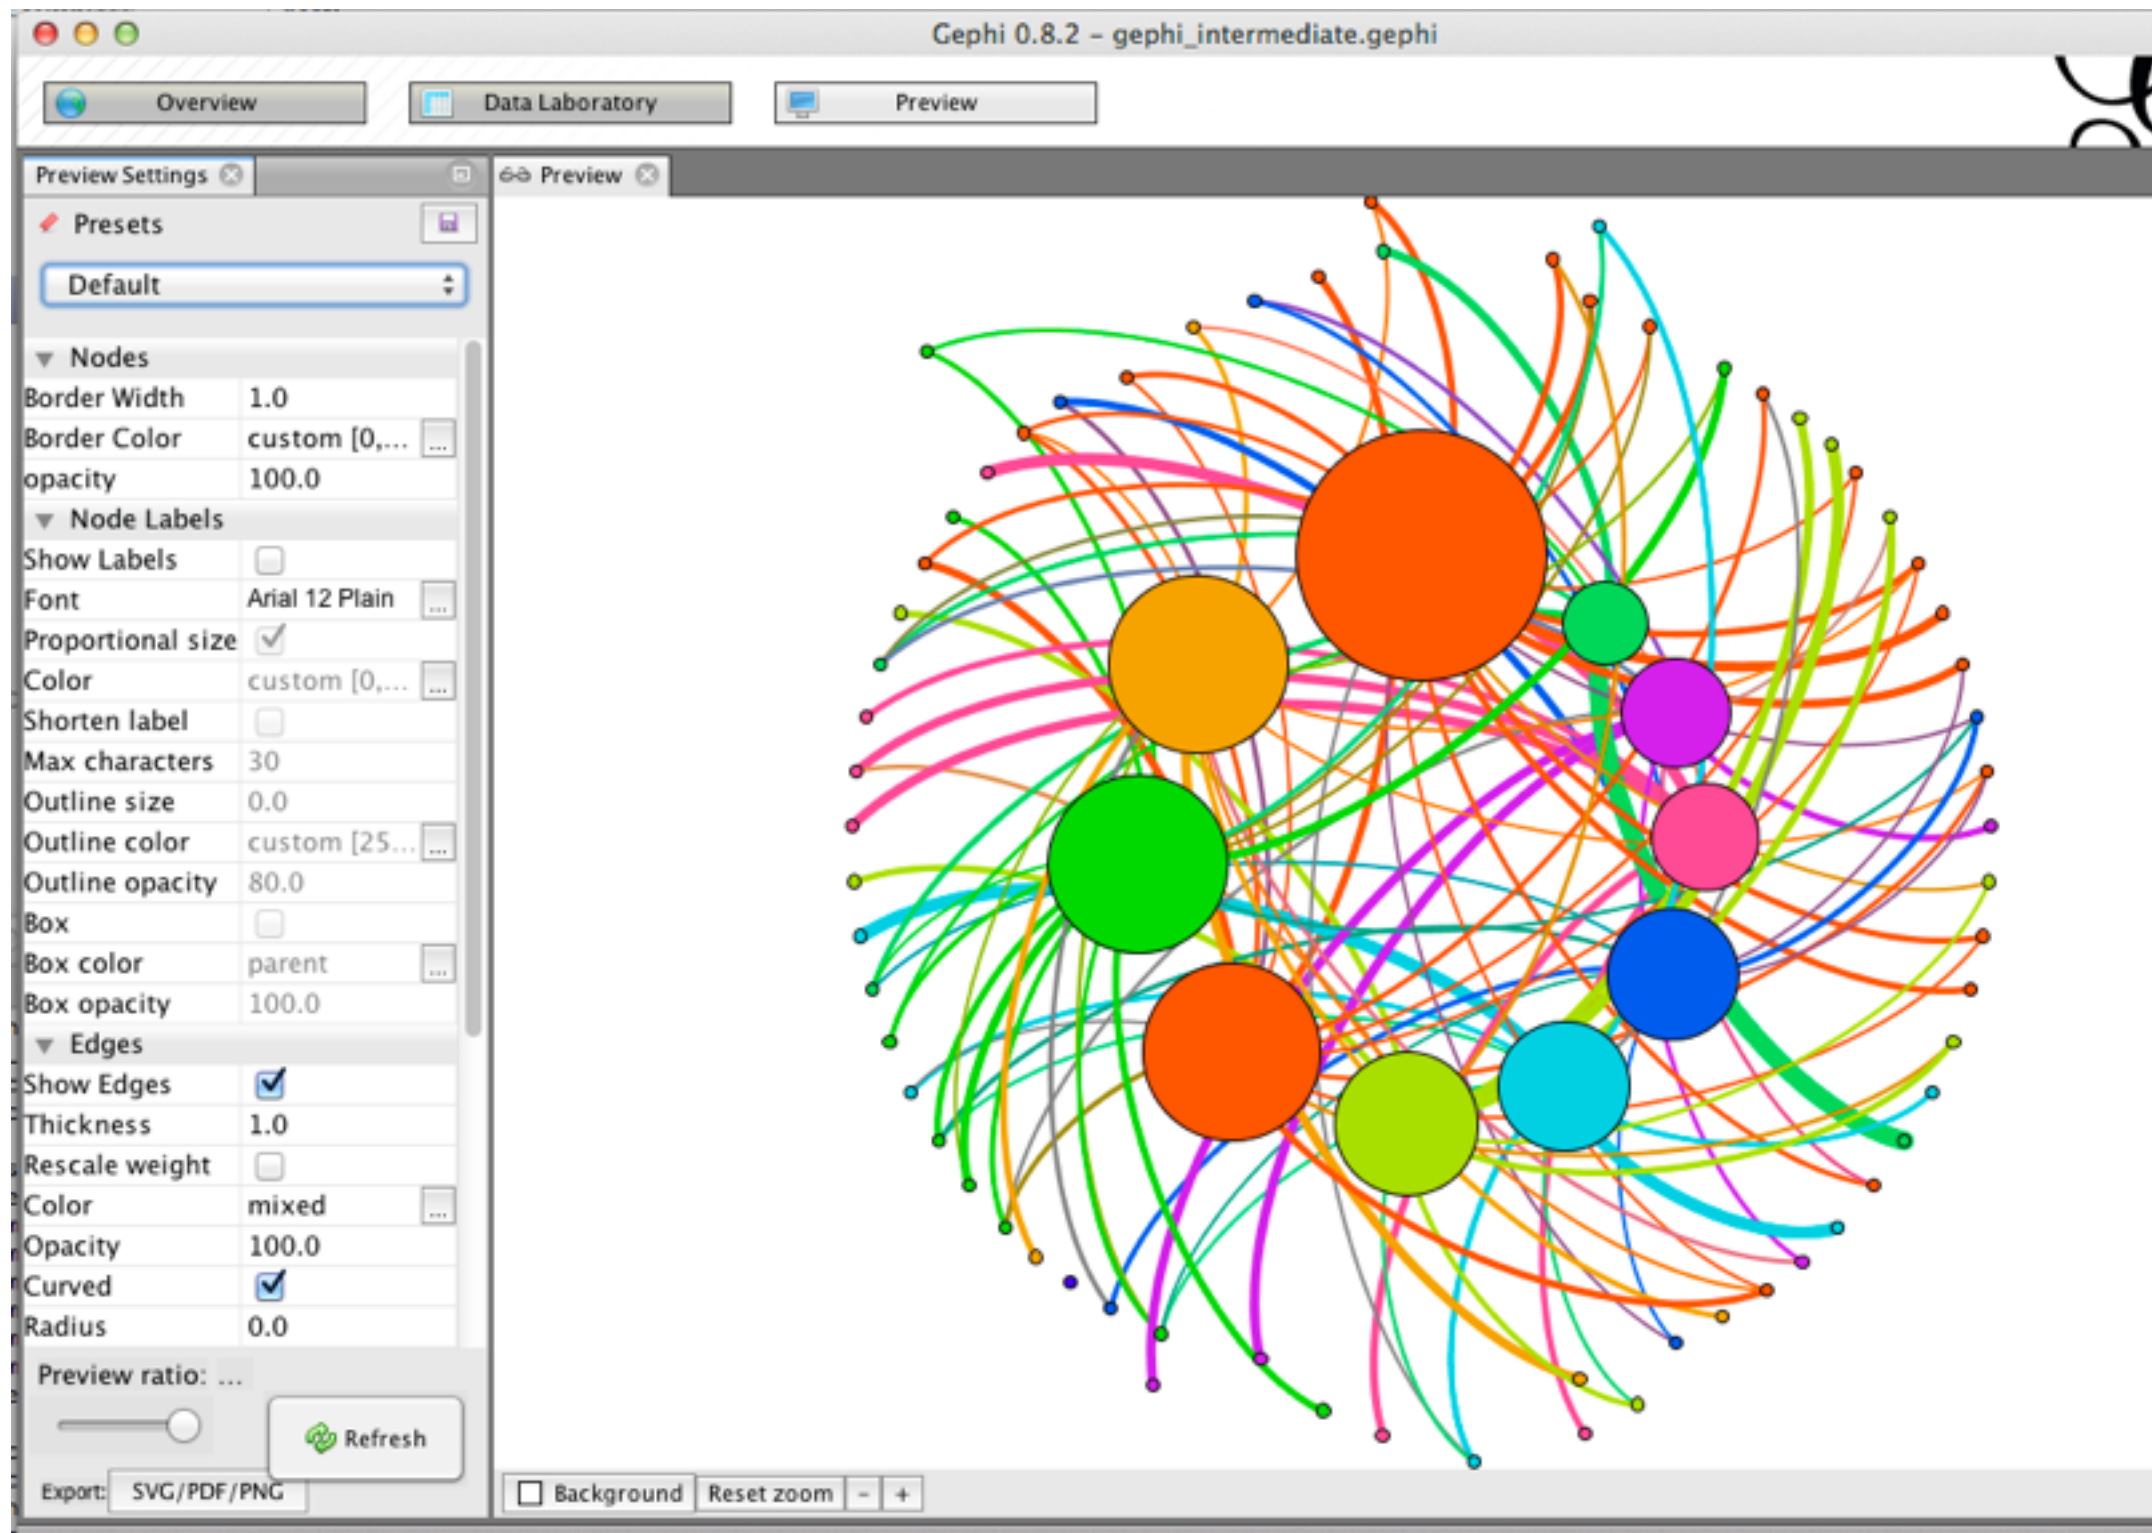 Gephi 0.8.2 – gephi_intermediate.gephi
Overview
Data Laboratory
Preview
Preview Settings
Preview
Presets
Default
Nodes
Border Width 1.0
Border Color custom [0,... ...
opacity 100.0
Node Labels
Show Labels
Font Arial 12 Plain ...
Proportional size
Color custom [0,... ...
Shorten label
Max characters 30
Outline size 0.0
Outline color custom [25... ...
Outline opacity 80.0
Box
Box color parent ...
Box opacity 100.0
Edges
Show Edges
Thickness 1.0
Rescale weight
Color mixed ...
Opacity 100.0
Curved
Radius 0.0
Preview ratio: ...
Refresh
Export: SVG/PDF/PNG
Background Reset zoom - +